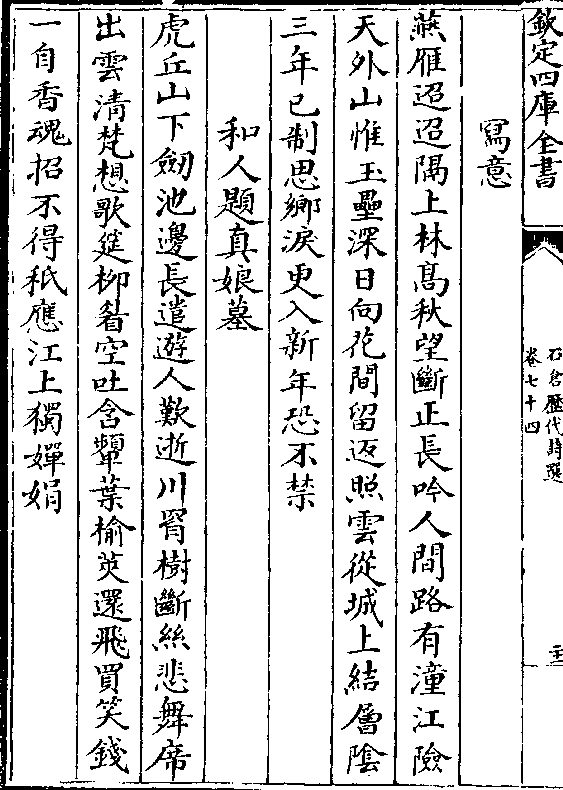 欽定四庫全書
石倉歷代詩選
卷七十四
寫意
燕雁迢迢隔上林高秋望斷正長吟人間路有潼江險
天外山惟玉壘深日向花間留返照雲從城上結層陰
三年已制思鄉淚更入新年恐不禁
和人題真娘墓
虎丘山下劒池邊長遣遊人歎逝川罥樹斷絲悲舞席
出雲清梵想歌筵柳眉空吐含顰葉榆莢還飛買笑錢
一自香魂招不得秖應江上獨嬋娟